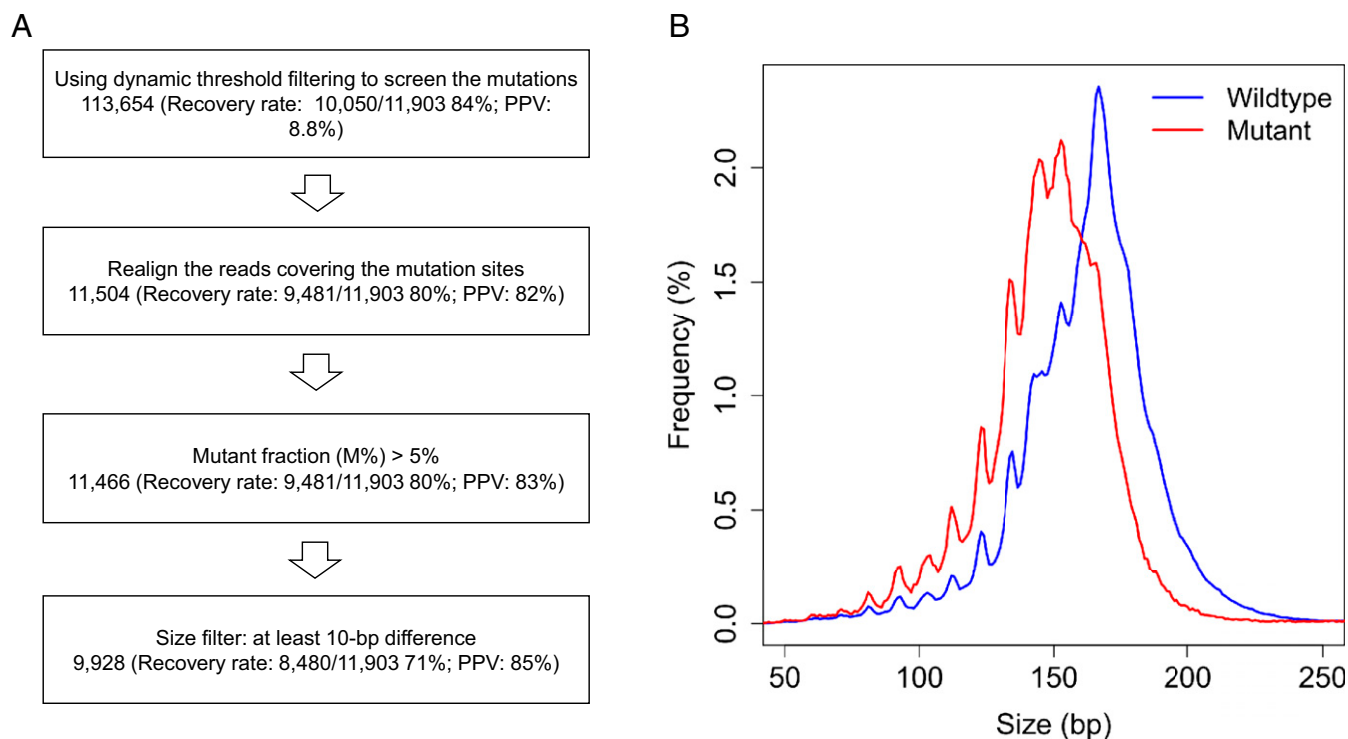 A
Using dynamic threshold filtering to screen the mutations
113,654 (Recovery rate: 10,050/11,903 84%; PPV:
8.8%)
Realign the reads covering the mutation sites
11,504 (Recovery rate: 9,481/11,903 80%; PPV: 82%)
Mutant fraction (M%) > 5%
11,466 (Recovery rate: 9,481/11,903 80%; PPV: 83%)
Size filter: at least 10-bp difference
9,928 (Recovery rate: 8,480/11,903 71%; PPV: 85%)
B
Wildtype
Mutant
Frequency (%)
2.0
1.5
1.0
0.5
0.0
50 100 150 200 250
Size (bp)